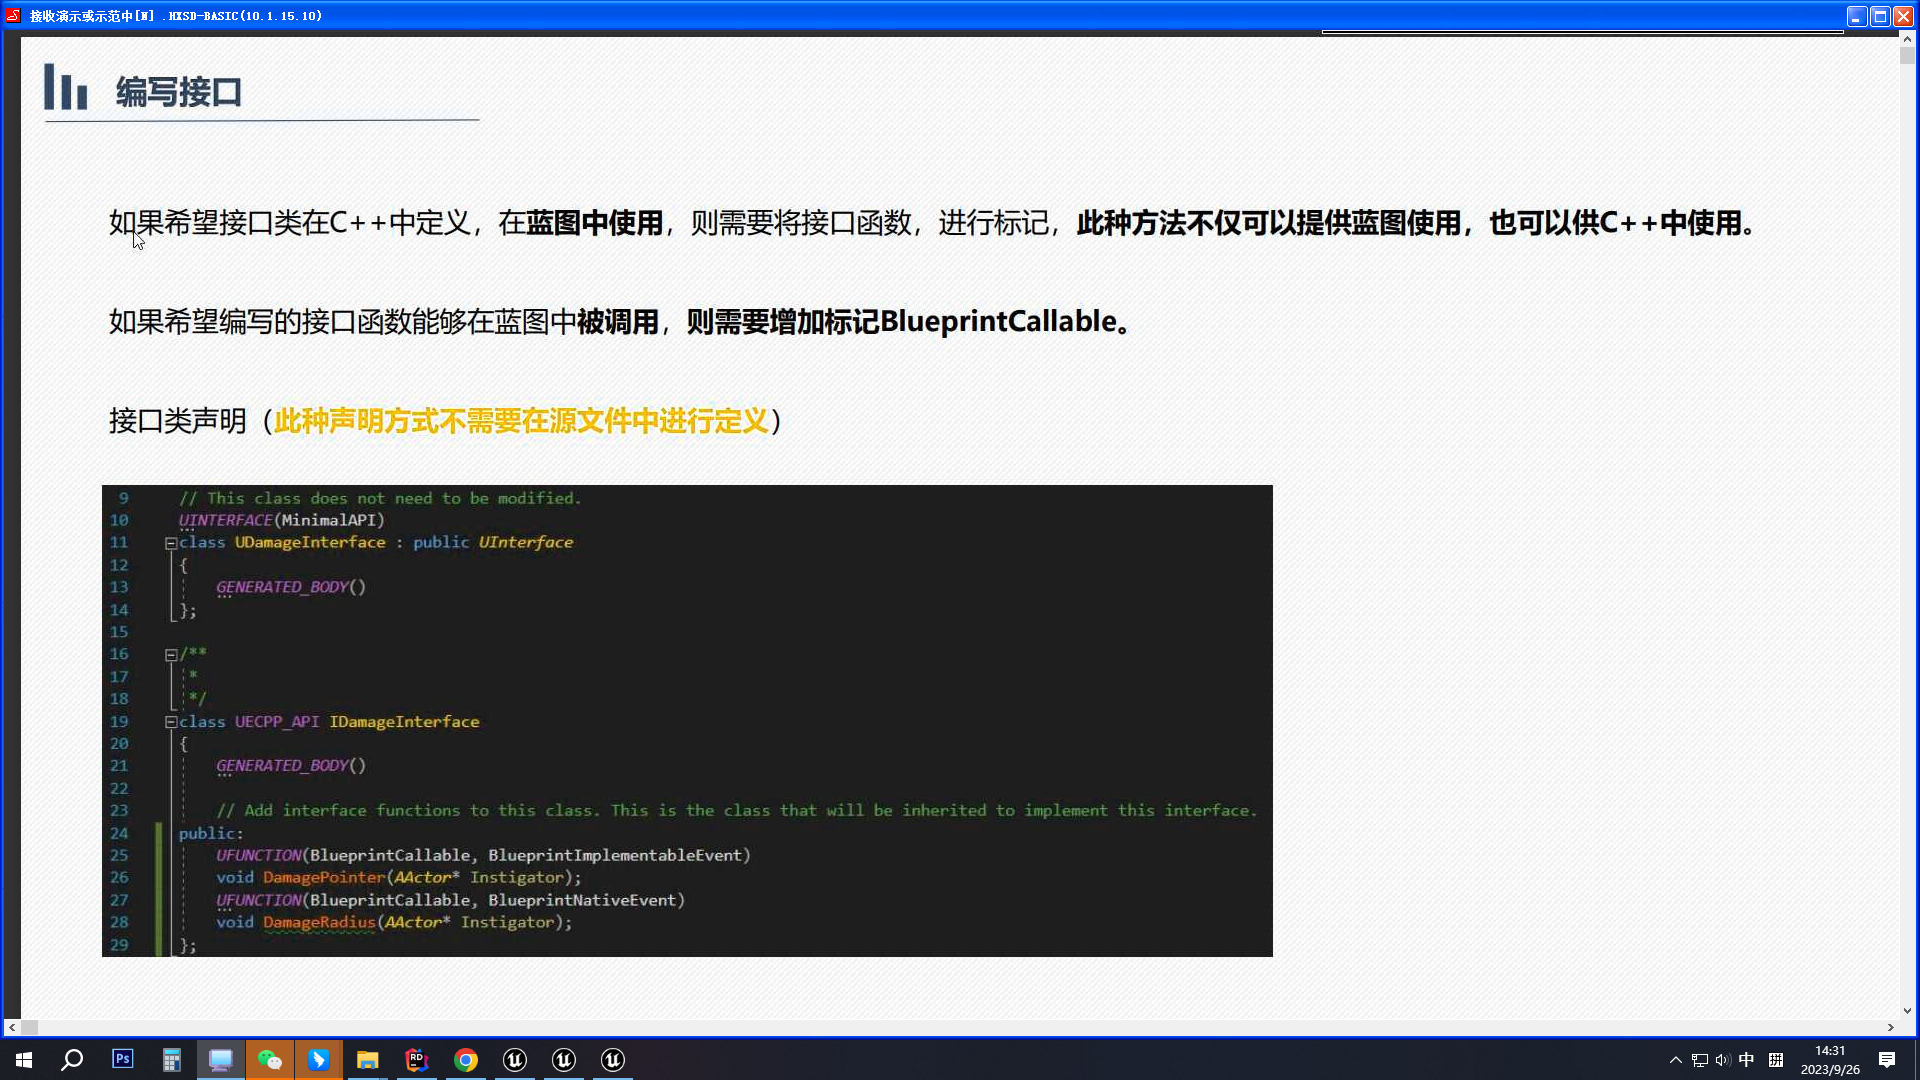 接收演示或示范中[W] .HXSD-BASIC(10.1.15.10)
编写接口
如果希望接口类在C++中定义，在蓝图中使用，则需要将接口函数，进行标记，此种方法不仅可以提供蓝图使用，也可以供C++中使用。
如果希望编写的接口函数能够在蓝图中被调用，则需要增加标记BlueprintCallable。
接口类声明（此种声明方式不需要在源文件中进行定义）
9 // This class does not need to be modified.
10 UINTERFACE(MinimalAPI)
11 class UDamageInterface : public UInterface
12 {
13 GENERATED_BODY()
14 };
15
16 /**
17 *
18 */
19 class UECPP_API IDamageInterface
20 {
21 GENERATED_BODY()
22
23 // Add interface functions to this class. This is the class that will be inherited to implement this interface.
24 public:
25 UFUNCTION(BlueprintCallable, BlueprintImplementableEvent)
26 void DamagePointer(AActor* Instigator);
27 UFUNCTION(BlueprintCallable, BlueprintNativeEvent)
28 void DamageRadius(AActor* Instigator);
29 };
Ps
RD
中
拼
14:31
2023/9/26